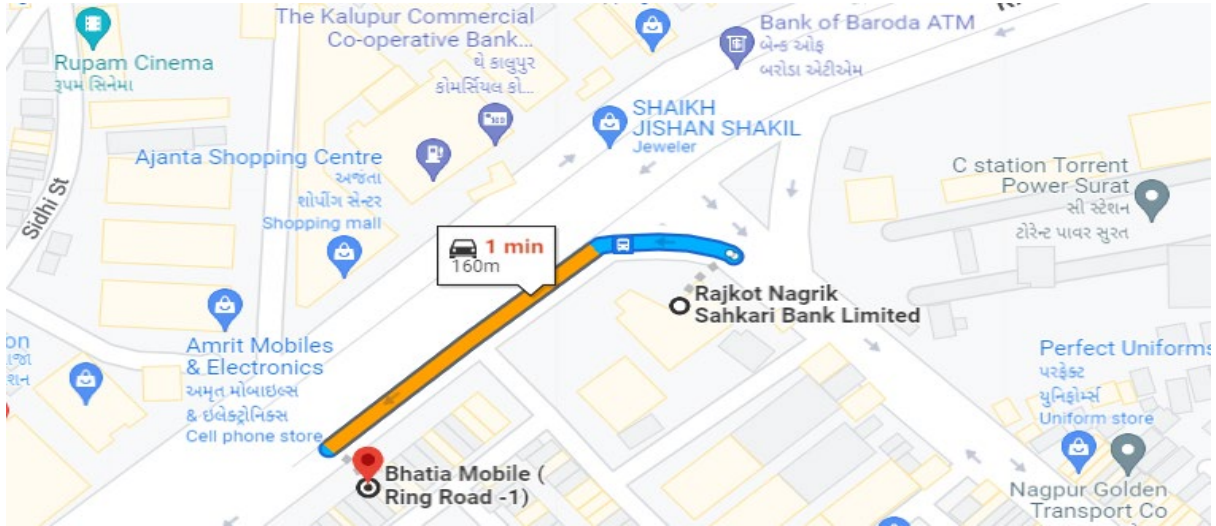 Rupam Cinema
રૂપમ સિનેમા
The Kalupur Commercial
Co-operative Bank...
થે કાલુપુર
કોમર્સિયલ કો...
Bank of Baroda ATM
બેન્ક ઓફ
બરોડા એટીએમ
SHAIKH
JISHAN SHAKIL
Jeweler
Ajanta Shopping Centre
અજંતા
શોપીંગ સેન્ટર
Shopping mall
C station Torrent
Power Surat
સી સ્ટેશન
ટોરેન્ટ પાવર સુરત
Sidhi St
1 min
160m
Rajkot Nagrik
Sahkari Bank Limited
Amrit Mobiles
& Electronics
અમૃત મોબાઇલ્સ
& ઇલેક્ટ્રોનિક્સ
Cell phone store
Perfect Uniforms
પરફેક્ટ
યુનિફોર્મ્સ
Uniform store
Bhatia Mobile (
Ring Road -1)
Nagpur Golden
Transport Co